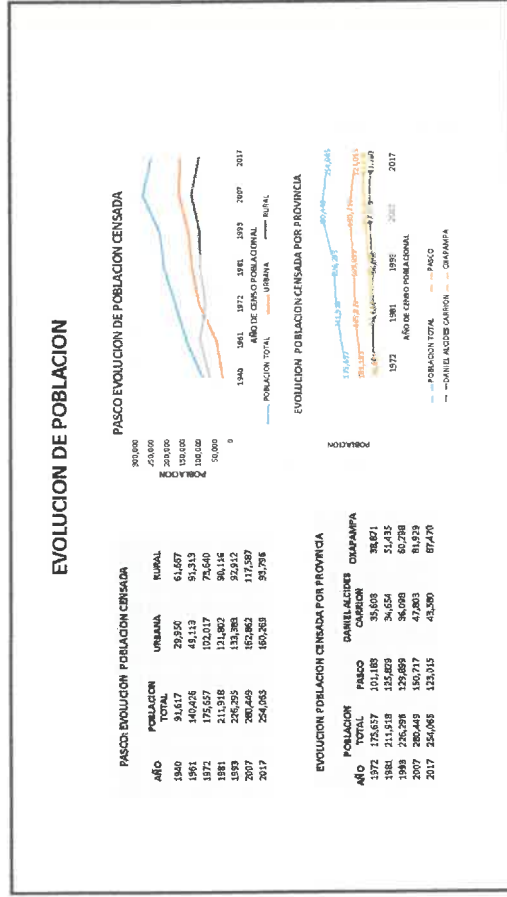 EVOLUCION DE POBLACION
PASCO: EVOLUCION POBLACION CENSADA
AÑO POBLACION TOTAL URBANA RURAL
1940 91,617 29,950 61,667
1961 140,426 49,113 91,313
1972 175,657 102,017 73,640
1981 211,918 121,802 90,116
1993 226,295 133,383 92,912
2007 280,449 162,862 117,587
2017 254,065 160,269 93,796
PASCO EVOLUCION DE POBLACION CENSADA
POBLACION
300,000
250,000
200,000
150,000
100,000
50,000
0
1940 1961 1972 1981 1993 2007 2017
AÑO DE CENSO POBLACIONAL
POBLACION TOTAL URBANA RURAL
EVOLUCION POBLACION CENSADA POR PROVINCIA
AÑO POBLACION TOTAL PASCO DANIEL ALCIDES CARRION OXAPAMPA
1972 175,657 101,183 35,603 38,871
1981 211,918 125,829 34,654 51,435
1993 226,295 129,899 36,098 60,298
2007 280,449 150,717 47,803 81,929
2017 254,065 123,015 43,580 87,470
EVOLUCION POBLACION CENSADA POR PROVINCIA
POBLACION
175,657
254,065
1972 1981 1993 2007 2017
AÑO DE CENSO POBLACIONAL
POBLACION TOTAL PASCO
DANIEL ALCIDES CARRION OXAPAMPA